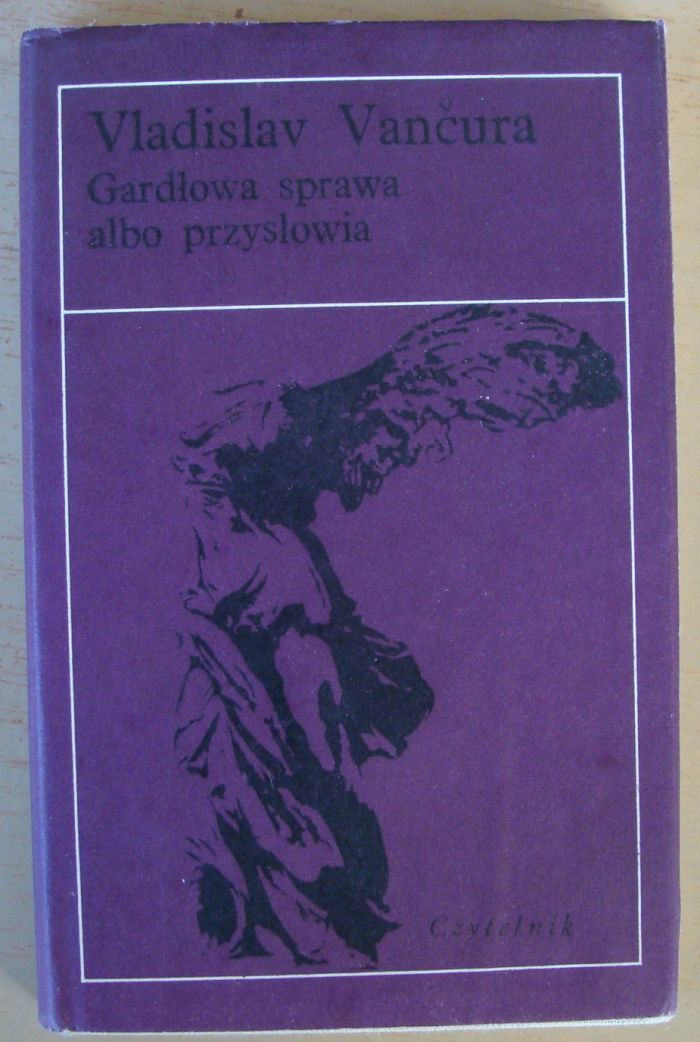 Vladislav Vančura
Gardłowa sprawa
albo przysłowia
Czytelnik